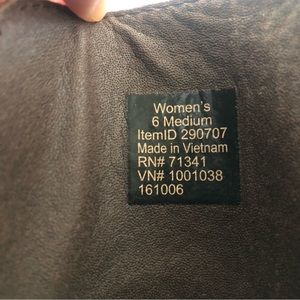 Women's
6 Medium
ItemID 290707
Made in Vietnam
RN# 71341
VN# 1001038
161006